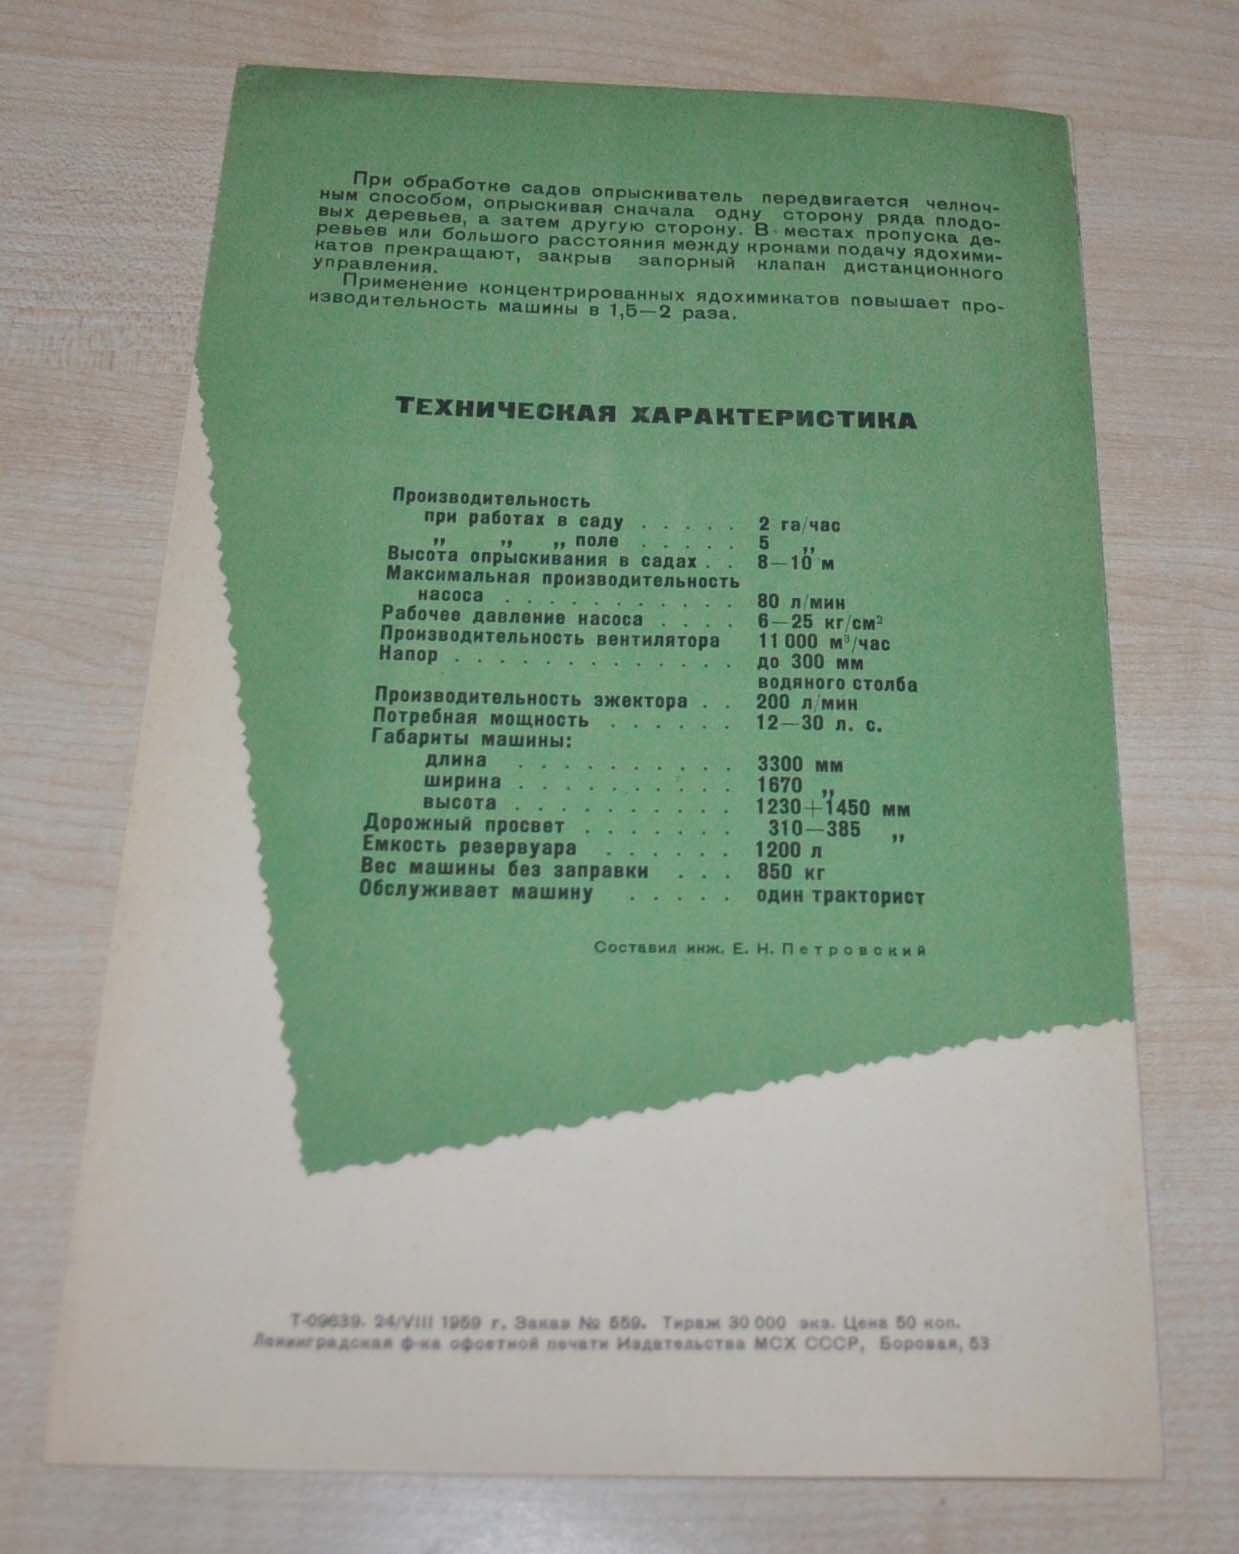 При обработке садов опрыскиватель передвигается челноч-
ным способом, опрыскивая сначала одну сторону ряда плодо-
вых деревьев, а затем другую сторону. В местах пропуска де-
ревьев или большого расстояния между кронами подачу ядохими-
катов прекращают, закрыв запорный клапан дистанционного
управления.
Применение концентрированных ядохимикатов повышает про-
изводительность машины в 1,5—2 раза.
ТЕХНИЧЕСКАЯ ХАРАКТЕРИСТИКА
Производительность
при работах в саду . . . . . 2 га/час
„ „ „ поле . . . . . 5 „
Высота опрыскивания в садах . . 8—10 м
Максимальная производительность
насоса . . . . . . . . . . . 80 л/мин
Рабочее давление насоса . . . . 6—25 кг/см²
Производительность вентилятора 11 000 м³/час
Напор . . . . . . . . . . . . . до 300 мм
водяного столба
Производительность эжектора . . 200 л/мин
Потребная мощность . . . . . . 12—30 л. с.
Габариты машины:
длина . . . . . . . . . . 3300 мм
ширина . . . . . . . . . . 1670 „
высота . . . . . . . . . . 1230+1450 мм
Дорожный просвет . . . . . . . 310—385 „
Емкость резервуара . . . . . . 1200 л
Вес машины без заправки . . . 850 кг
Обслуживает машину . . . . . один тракторист
Составил инж. Е. Н. Петровский
Т-09639. 24/VIII 1959 г. Заказ № 559. Тираж 30 000 экз. Цена 50 коп.
Ленинградская ф-ка офсетной печати Издательства МСХ СССР, Боровая, 53